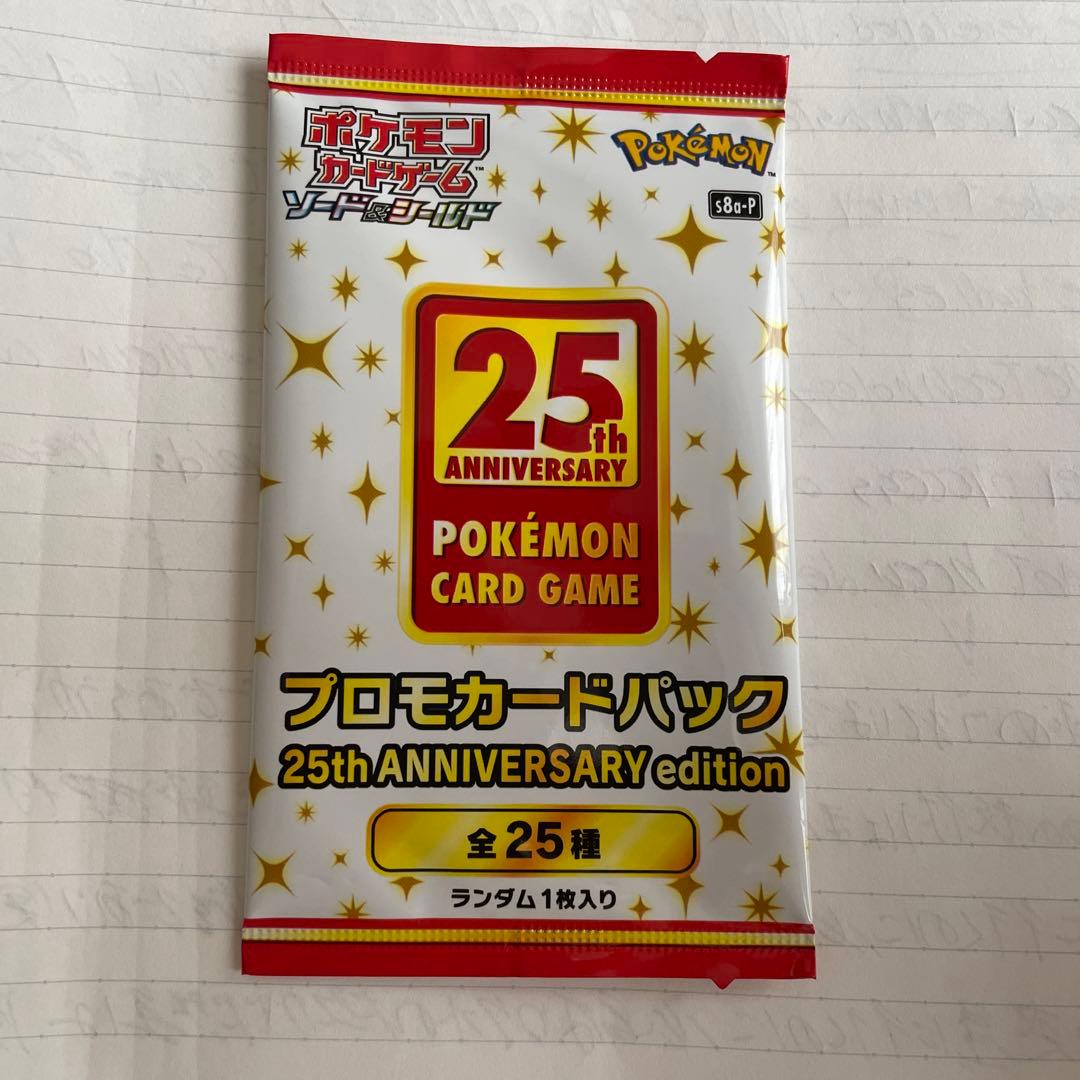 ポケモン
カードゲーム
ソード&シールド
POKéMON
s8a-P
25th
ANNIVERSARY
POKÉMON
CARD GAME
プロモカードパック
25th ANNIVERSARY edition
全25種
ランダム1枚入り